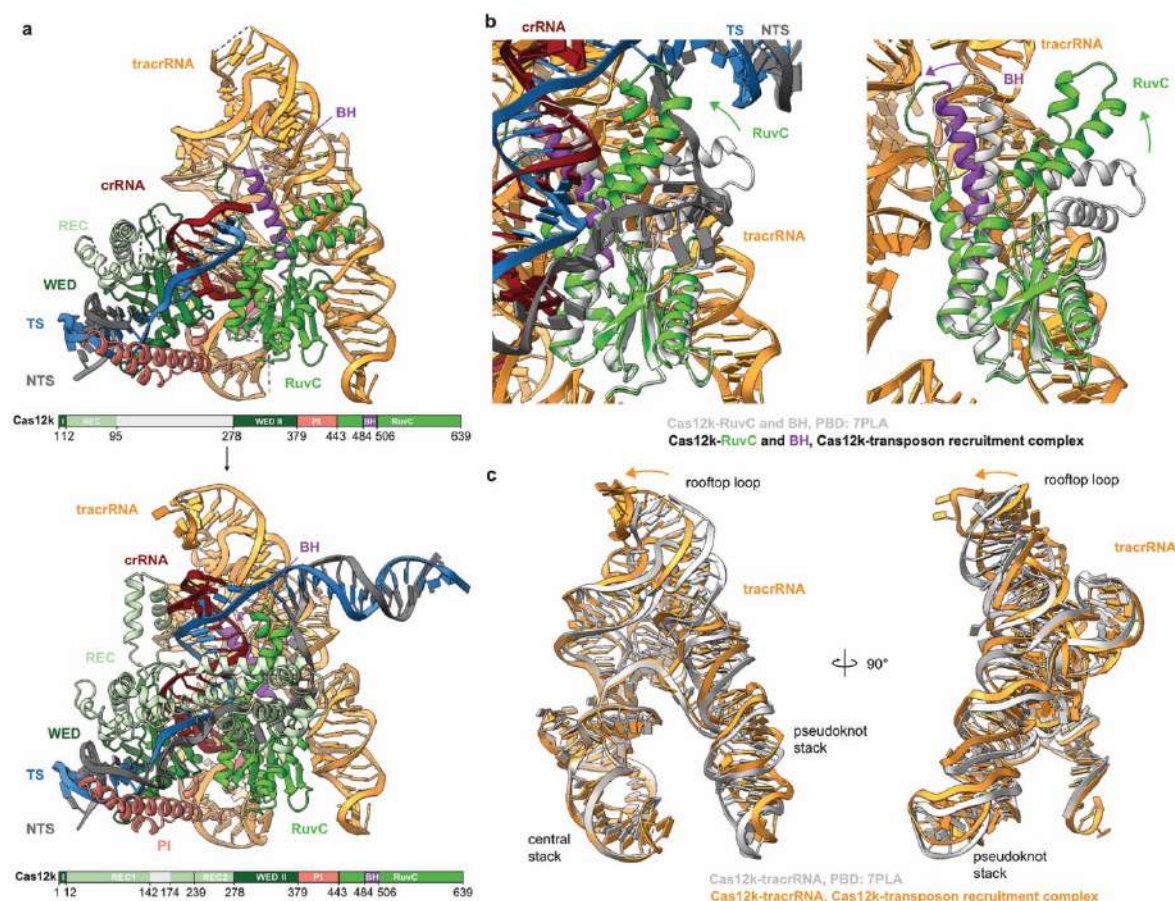 a
tracrRNA
BH
crRNA
REC
WED
TS
NTS
RuvC
Cas12k I REC WED II PI BH RuvC
1 12 95 278 379 443 484 506 639
tracrRNA
crRNA
BH
REC
WED
TS
NTS
PI
RuvC
Cas12k I REC1 REC2 WED II PI BH RuvC
1 12 142 174 239 278 379 443 484 506 639
b
crRNA
TS NTS
RuvC
tracrRNA
tracrRNA
BH
RuvC
Cas12k-RuvC and BH, PBD: 7PLA
Cas12k-RuvC and BH, Cas12k-transposon recruitment complex
c
rooftop loop
tracrRNA
pseudoknot
stack
central
stack
90°
rooftop loop
tracrRNA
pseudoknot
stack
Cas12k-tracrRNA, PBD: 7PLA
Cas12k-tracrRNA, Cas12k-transposon recruitment complex